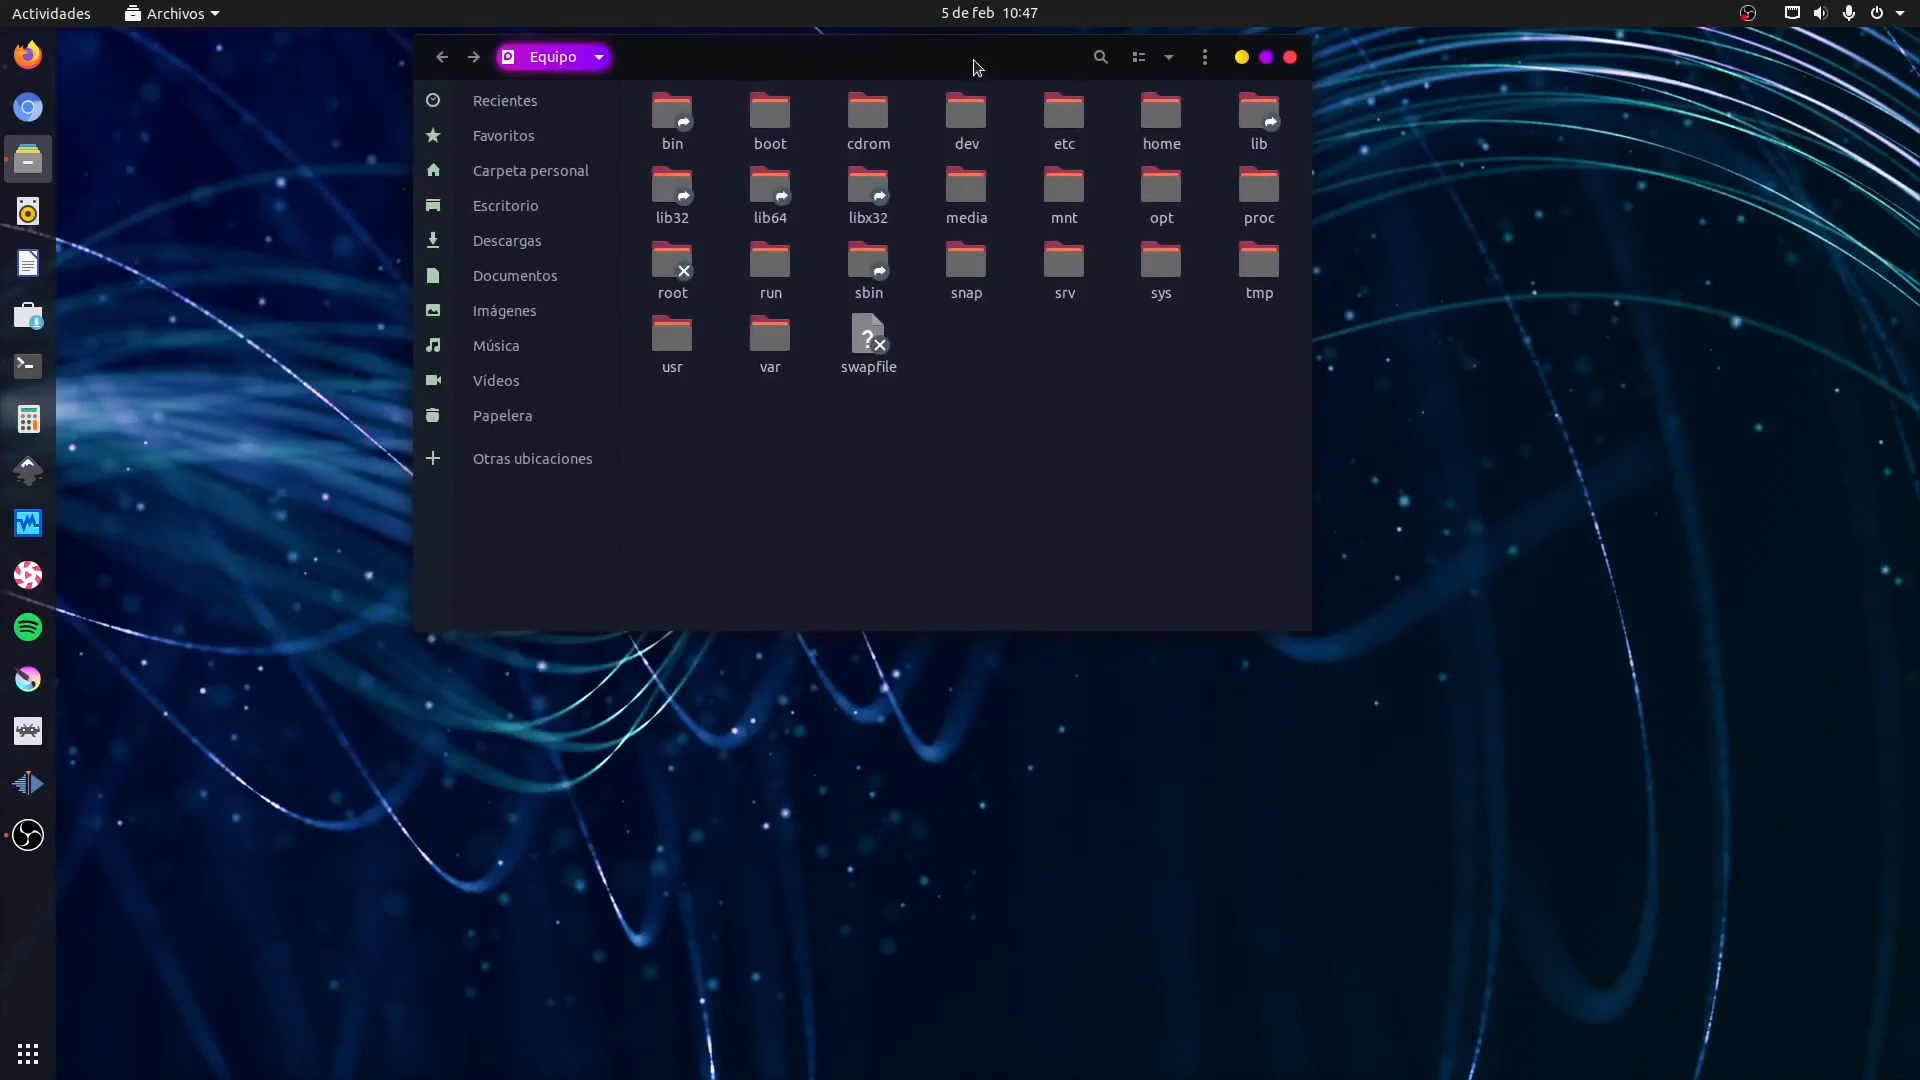 Actividades Archivos 5 de feb 10:47
Equipo
Recientes
Favoritos
Carpeta personal
Escritorio
Descargas
Documentos
Imágenes
Música
Vídeos
Papelera
Otras ubicaciones
bin boot cdrom dev etc home lib
lib32 lib64 libx32 media mnt opt proc
root run sbin snap srv sys tmp
usr var swapfile